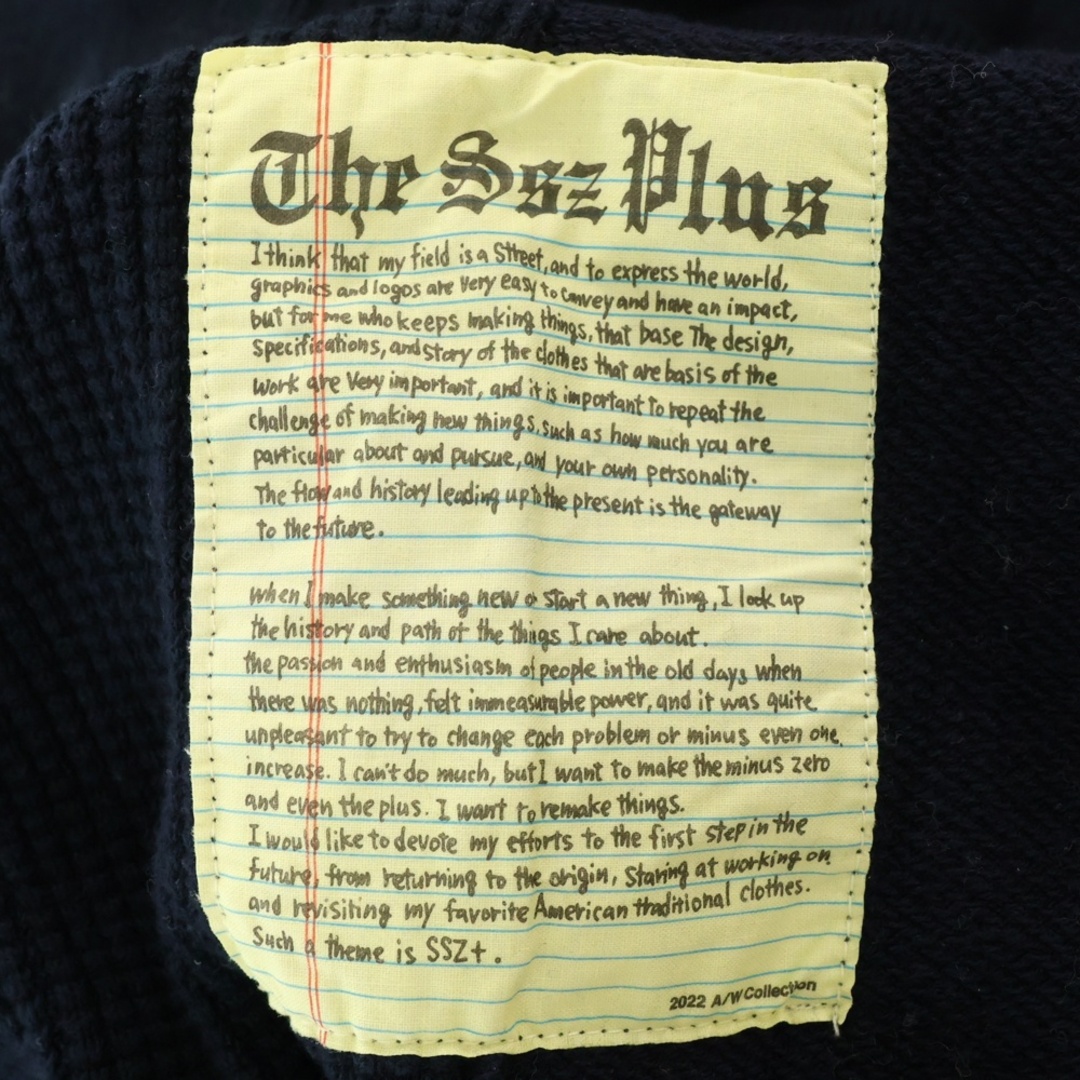 The Ssz Plus
I think that my field is a Street, and to express the world,
graphics and logos are very easy to convey and have an impact,
but for me who keeps making things, that base The design,
specifications, and story of the clothes that are basis of the
work are very important, and it is important to repeat the
challenge of making new things, such as how much you are
particular about and pursue, and your own personality.
The flow and history leading up to the present is the gateway
to the future.
when I make something new or start a new thing, I look up
the history and path of the things I care about.
the passion and enthusiasm of people in the old days when
there was nothing, felt immeasurable power, and it was quite
unpleasant to try to change each problem or minus even one.
increase. I can't do much, but I want to make the minus zero
and even the plus. I want to remake things.
I would like to devote my efforts to the first step in the
future, from returning to the origin, staring at working on
and revisiting my favorite American traditional clothes.
Such a theme is SSZ+.
2022 A/W Collection